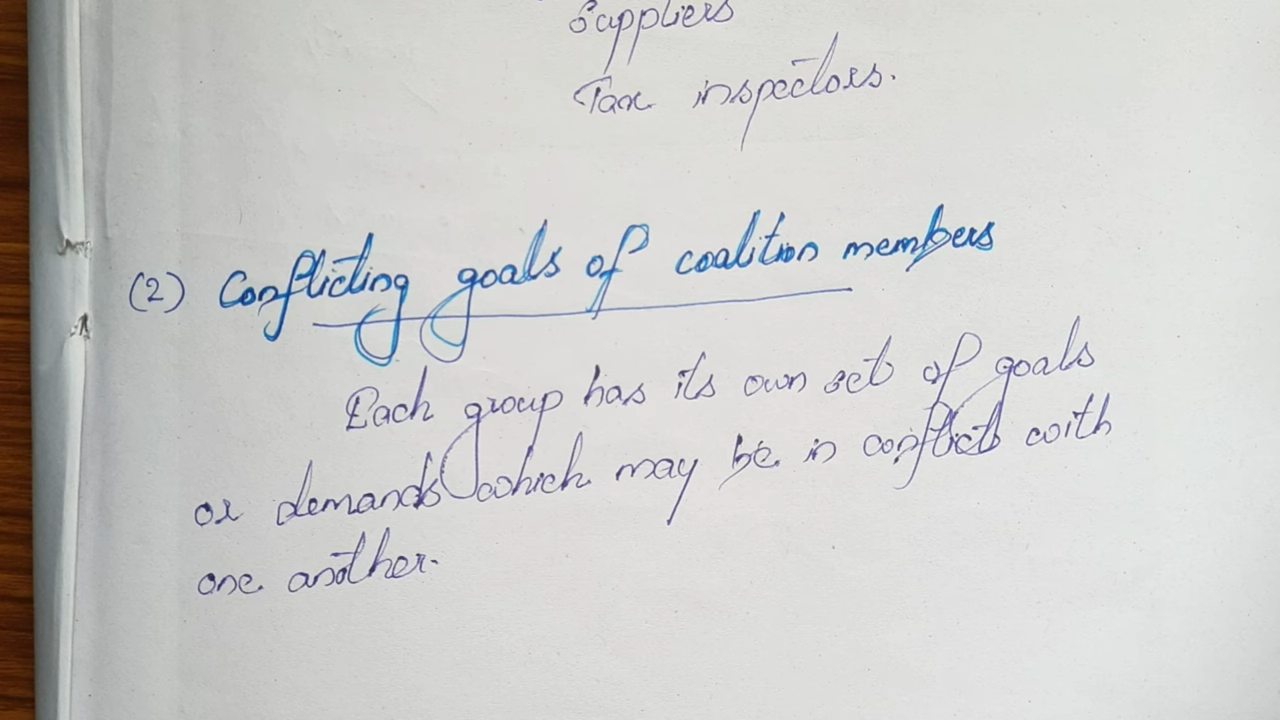 Suppliers
Tax inspectors.
(2) Conflicting goals of coalition members
Each group has its own set of goals
or demands which may be in conflict with
one another.